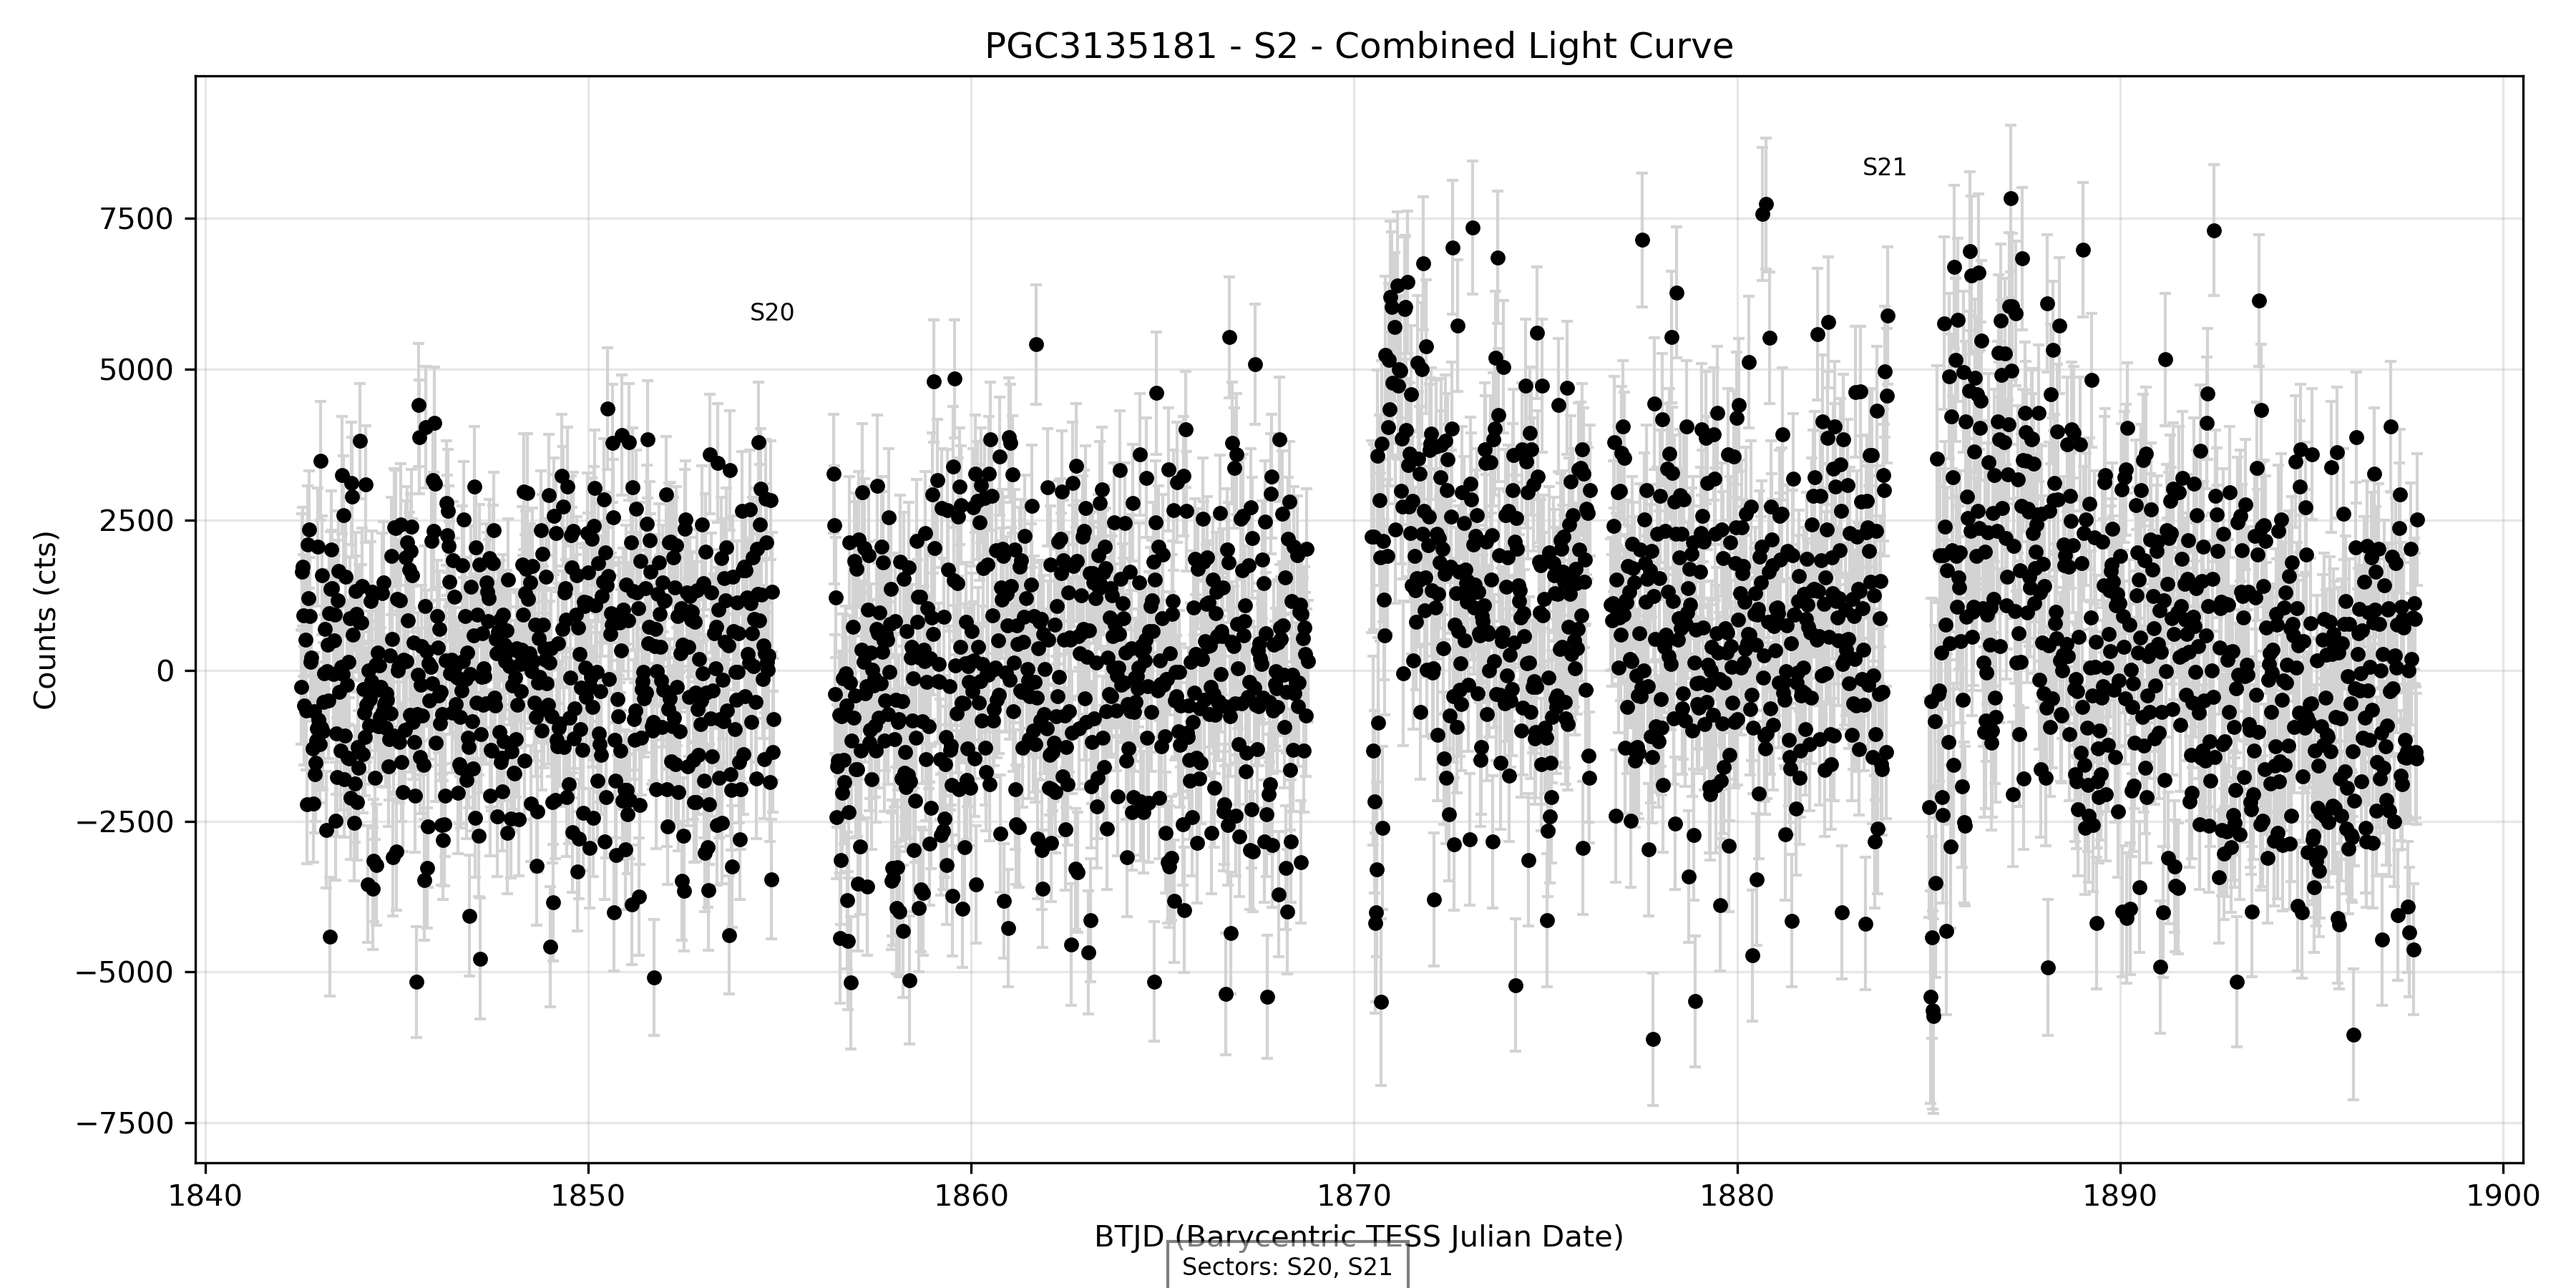 PGC3135181 - S2 - Combined Light Curve
S21
S20
Counts (cts)
7500
5000
2500
0
−2500
−5000
−7500
1840 1850 1860 1870 1880 1890 1900
BTJD (Barycentric TESS Julian Date)
Sectors: S20, S21